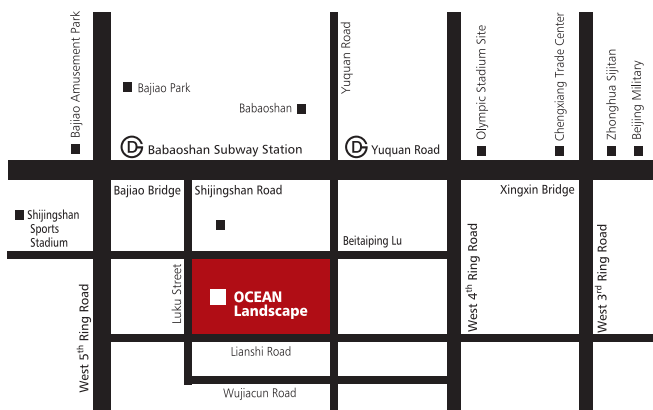 Bajiao Amusement Park
Yuquan Road
Olympic Stadium Site
Chengxiang Trade Center
Zhonghua Sijitan
Beijing Military
Bajiao Park
Babaoshan
D Babaoshan Subway Station
D Yuquan Road
Bajiao Bridge
Shijingshan Road
Xingxin Bridge
Shijingshan
Sports
Stadium
Beitaiping Lu
West 5th Ring Road
Luku Street
OCEAN
Landscape
West 4th Ring Road
West 3rd Ring Road
Lianshi Road
Wujiacun Road